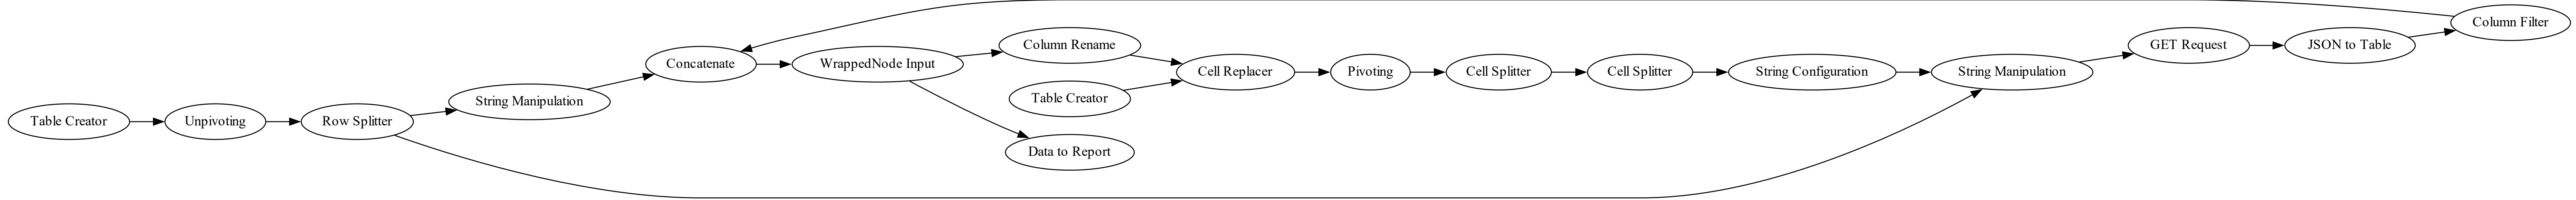 Table Creator
Unpivoting
Row Splitter
String Manipulation
Concatenate
WrappedNode Input
Column Rename
Table Creator
Data to Report
Cell Replacer
Pivoting
Cell Splitter
Cell Splitter
String Configuration
String Manipulation
GET Request
JSON to Table
Column Filter